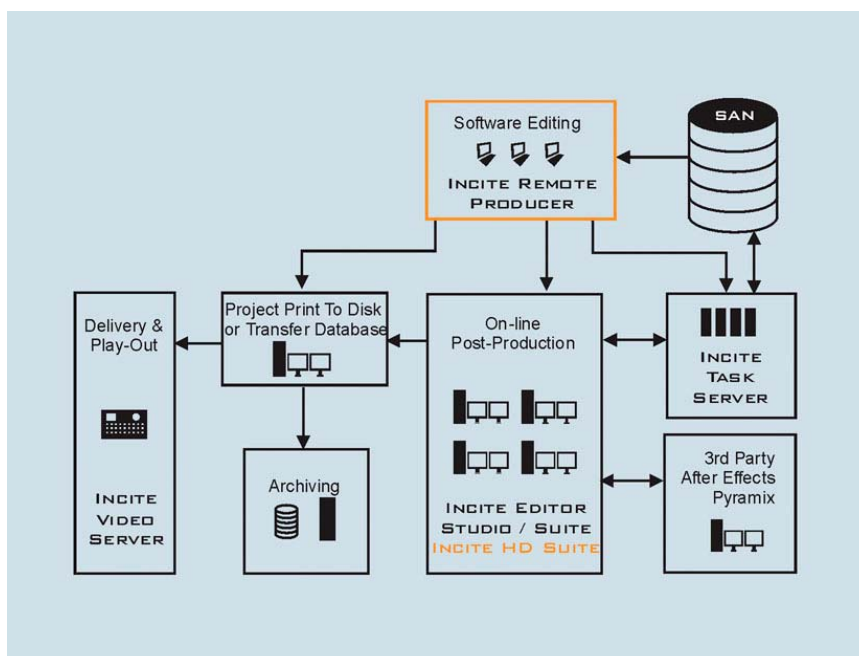 SAN
Software Editing
INCITE REMOTE
PRODUCER
Project Print To Disk
or Transfer Database
Delivery &
Play-Out
On-line
Post-Production
INCITE
TASK
SERVER
INCITE
VIDEO
SERVER
Archiving
INCITE EDITOR
STUDIO / SUITE
INCITE HD SUITE
3rd Party
After Effects
Pyramix